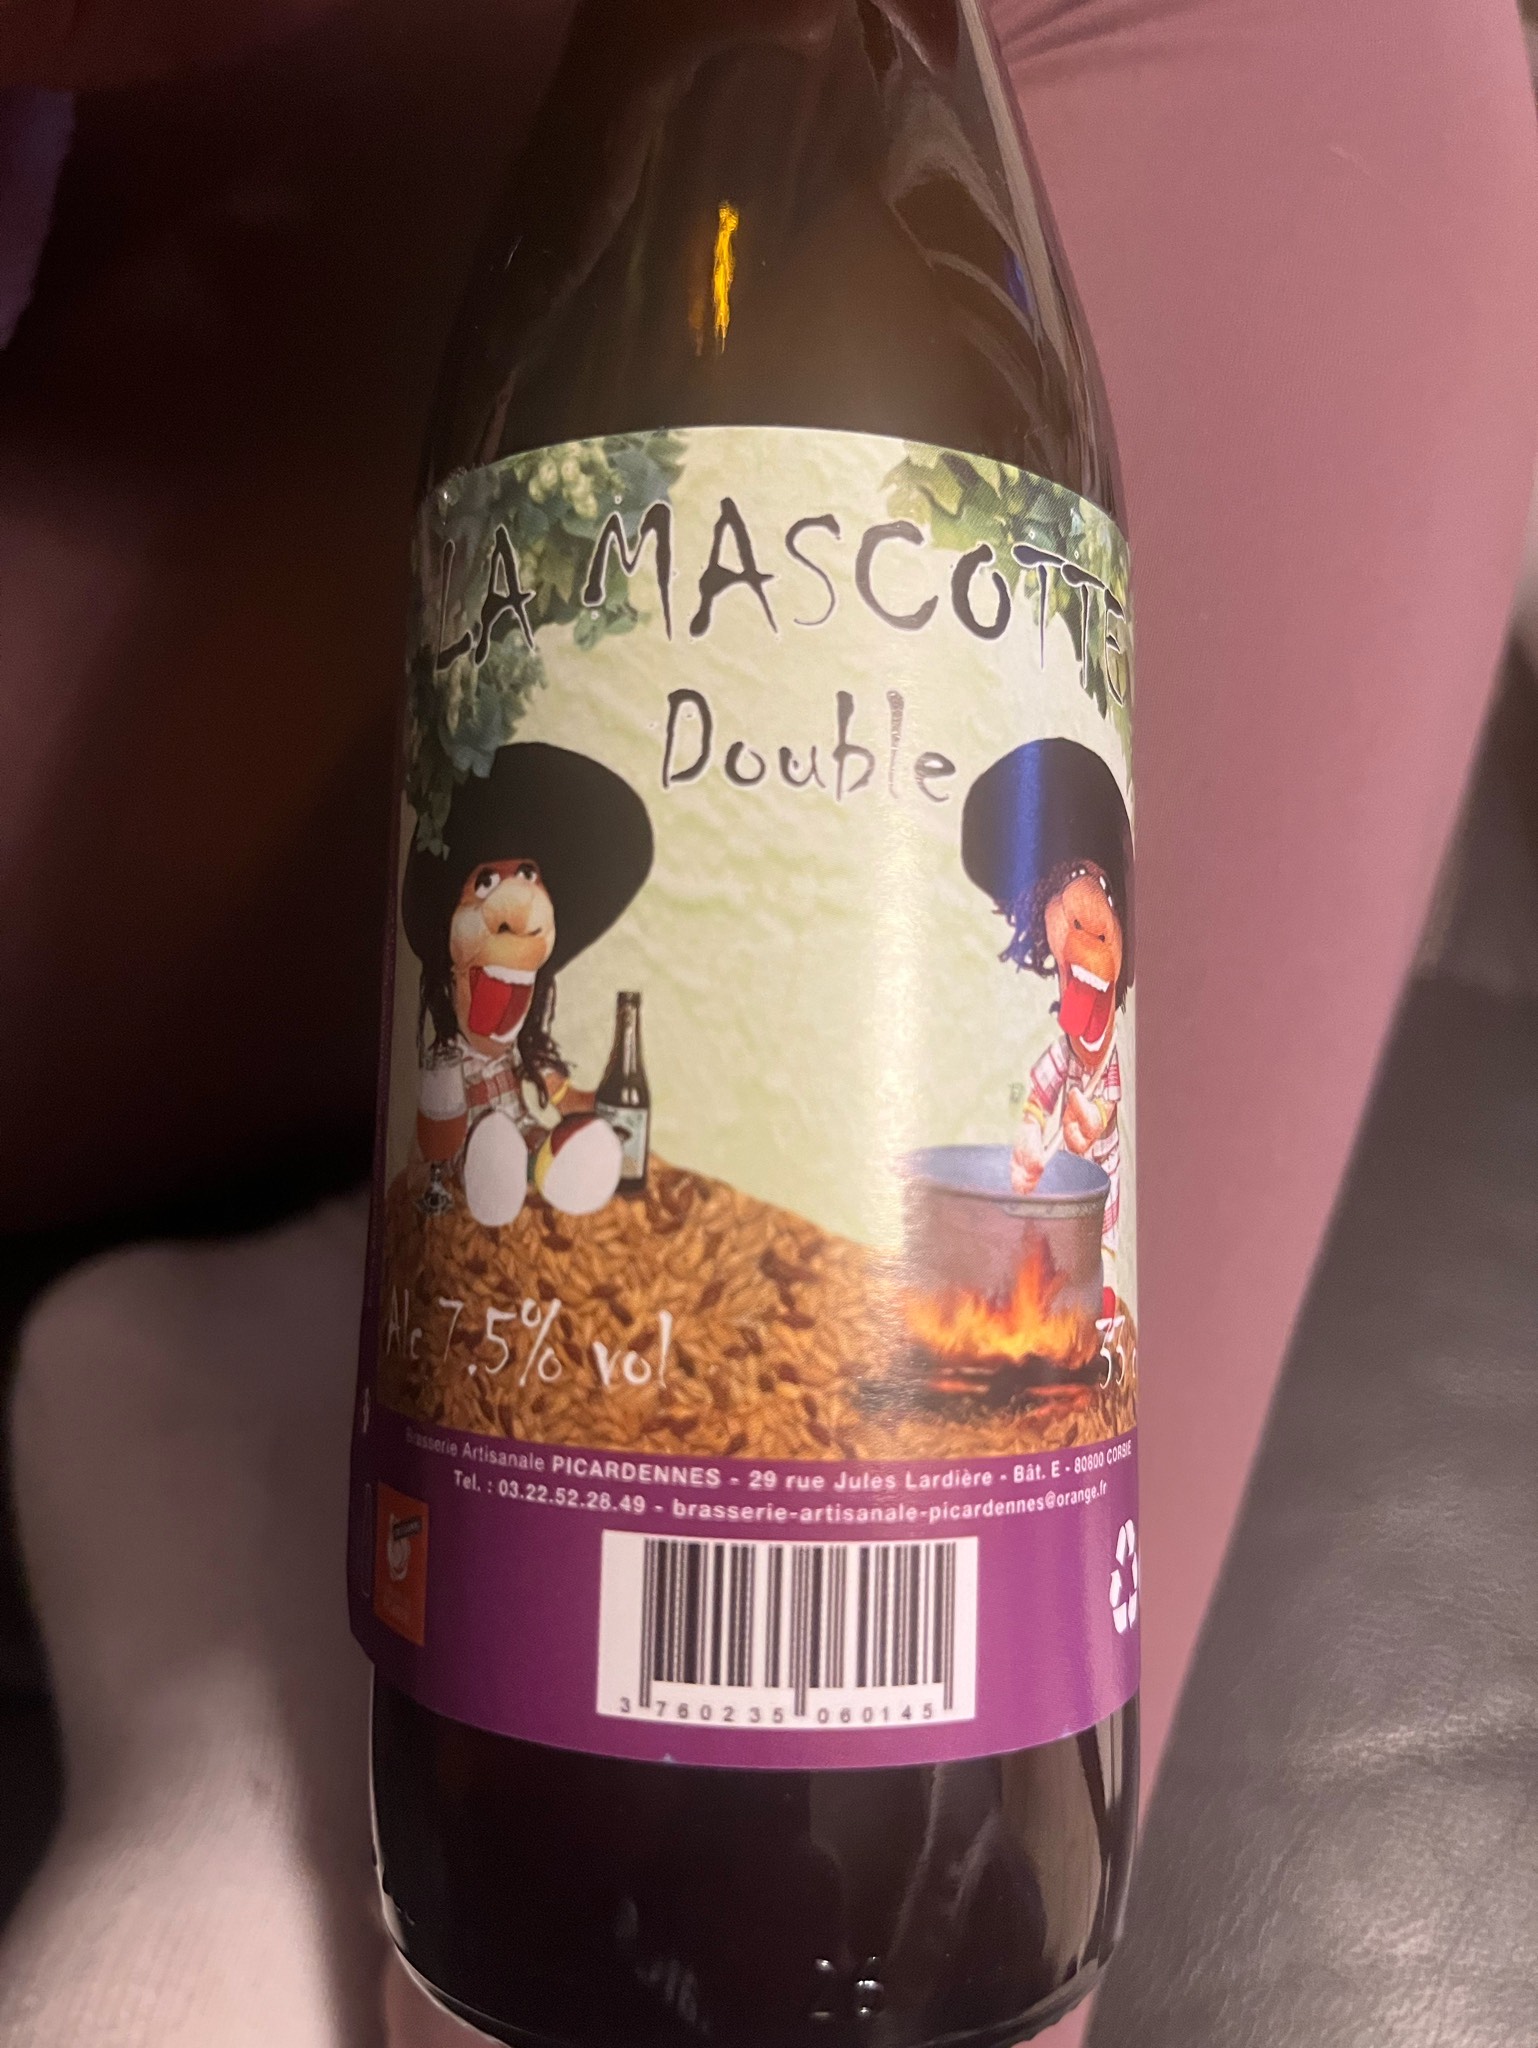 LA MASCOTTE
Double
Alc 7.5% vol
33 c
Brasserie Artisanale PICARDENNES - 29 rue Jules Lardière - Bât. E - 80800 CORBIE
Tel. : 03.22.52.28.49 - brasserie-artisanale-picardennes@orange.fr
3 760235 060145